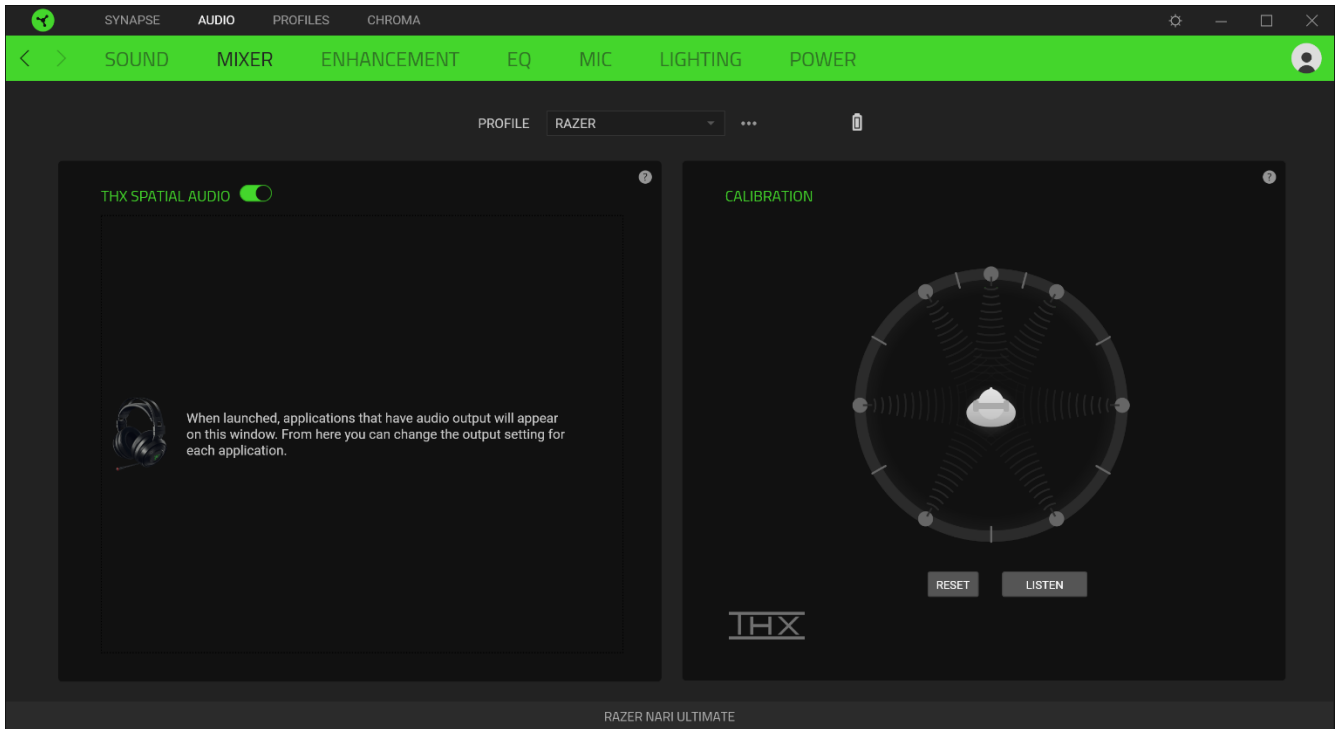 SYNAPSE AUDIO PROFILES CHROMA
SOUND MIXER ENHANCEMENT EQ MIC LIGHTING POWER
PROFILE RAZER
THX SPATIAL AUDIO
When launched, applications that have audio output will appear
on this window. From here you can change the output setting for
each application.
CALIBRATION
RESET LISTEN
THX
RAZER NARI ULTIMATE